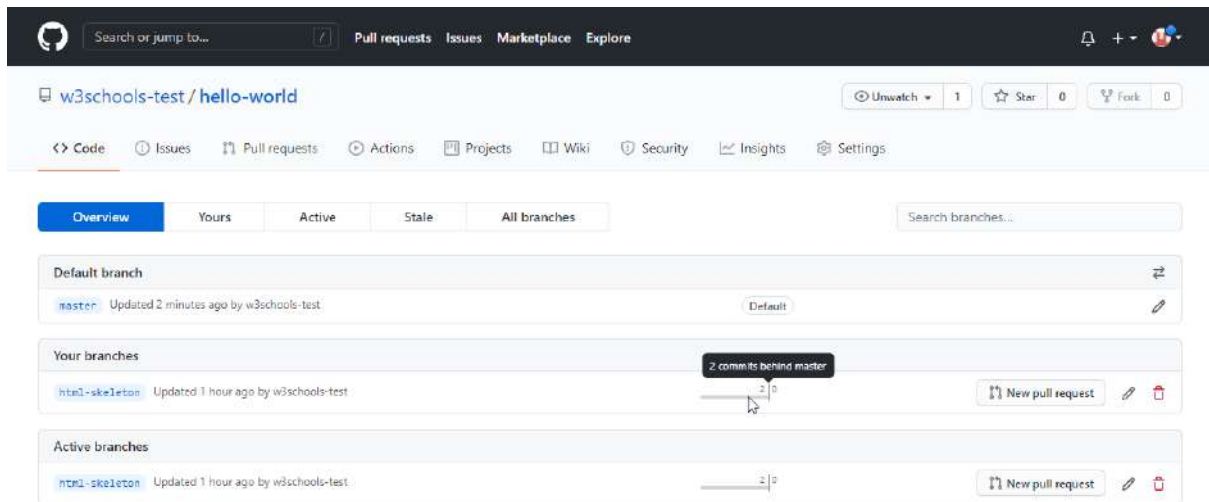 Search or jump to... / Pull requests Issues Marketplace Explore
w3schools-test / hello-world Unwatch 1 Star 0 Fork 0
<> Code Issues Pull requests Actions Projects Wiki Security Insights Settings
Overview Yours Active Stale All branches Search branches...
Default branch
master Updated 2 minutes ago by w3schools-test Default
Your branches
2 commits behind master
html-skeleton Updated 1 hour ago by w3schools-test 2 0 New pull request
Active branches
html-skeleton Updated 1 hour ago by w3schools-test 2 0 New pull request